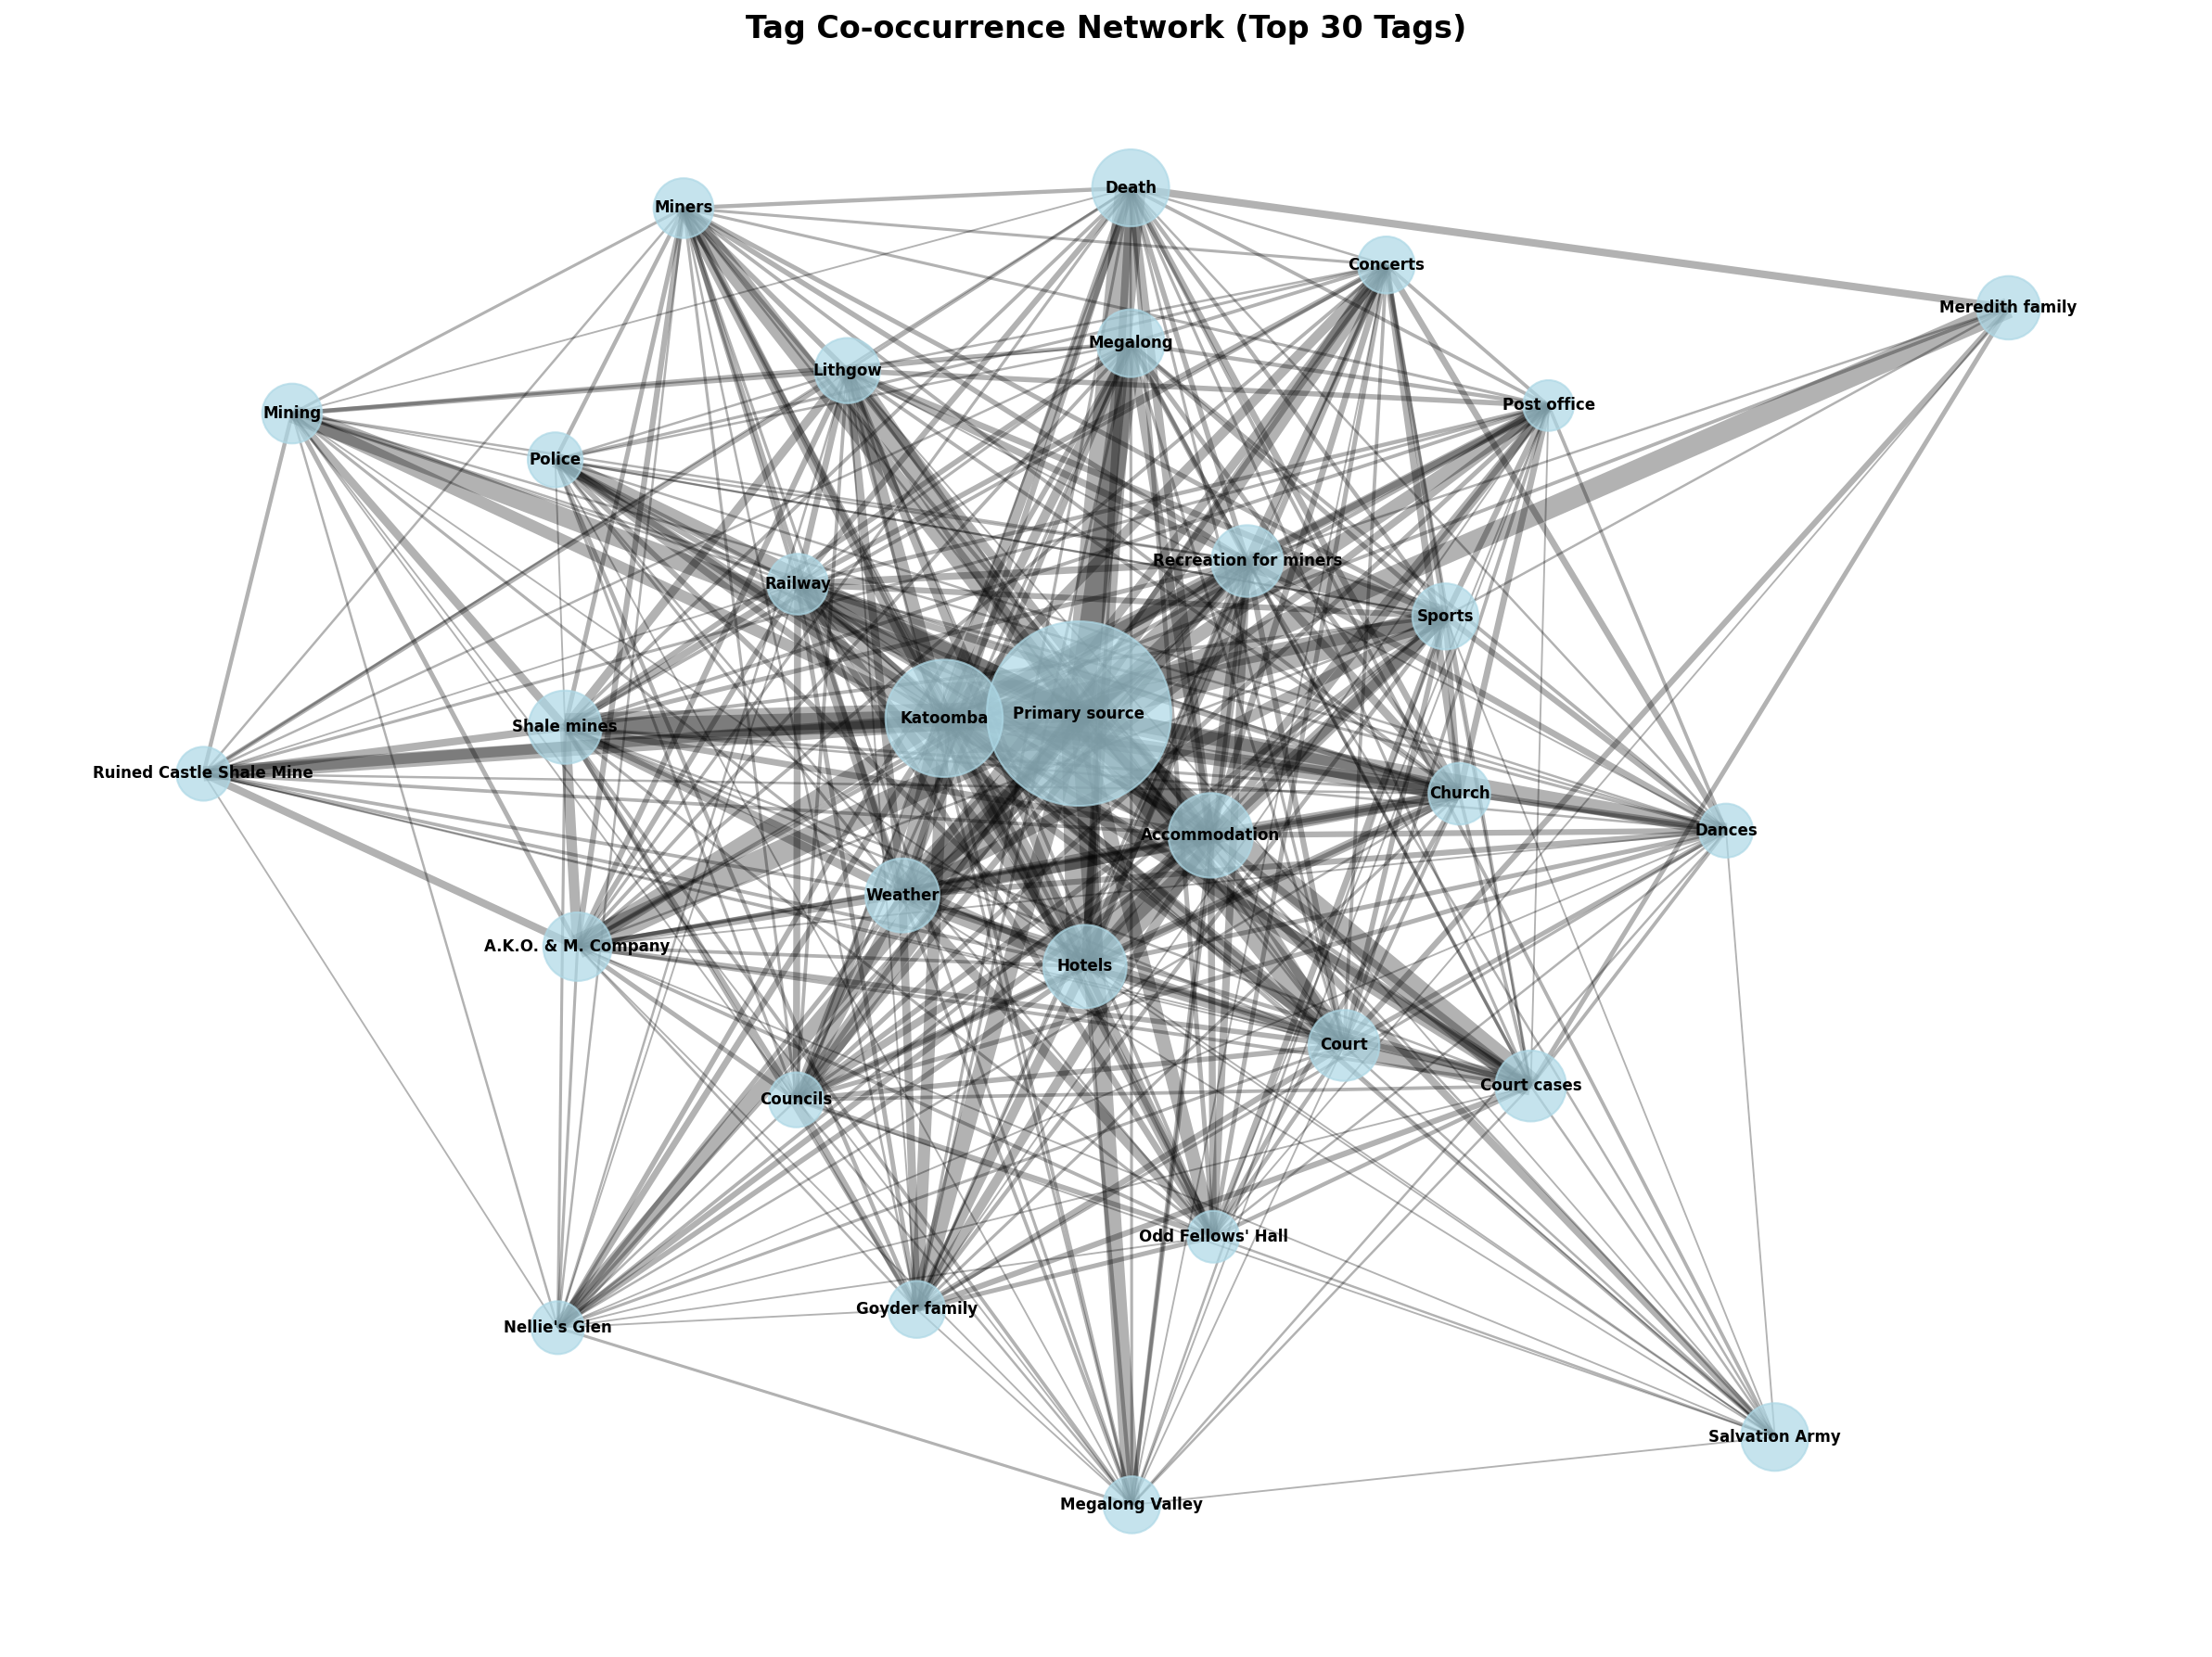 Tag Co-occurrence Network (Top 30 Tags)
Death
Miners
Concerts
Meredith family
Megalong
Lithgow
Post office
Mining
Police
Recreation for miners
Railway
Sports
Primary source
Katoomba
Shale mines
Ruined Castle Shale Mine
Church
Dances
Accommodation
Weather
A.K.O. & M. Company
Hotels
Court
Court cases
Councils
Odd Fellows' Hall
Goyder family
Nellie's Glen
Salvation Army
Megalong Valley